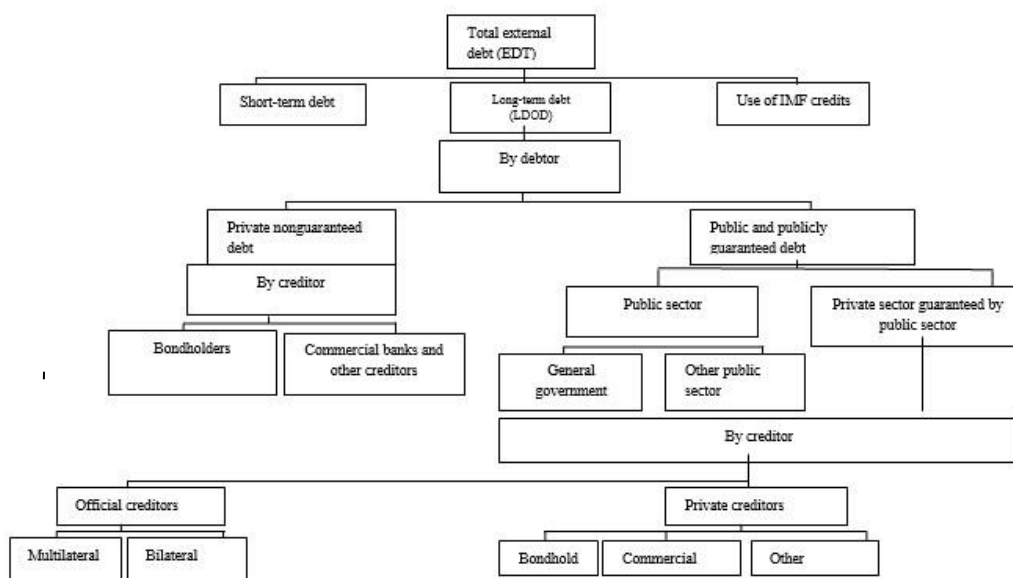 Total external
debt (EDT)
Short-term debt
Long-term debt
(LDOD)
Use of IMF credits
By debtor
Private nonguaranteed
debt
Public and publicly
guaranteed debt
By creditor
Public sector
Private sector guaranteed by
public sector
Bondholders
Commercial banks and
other creditors
General
government
Other public
sector
By creditor
Official creditors
Private creditors
Multilateral
Bilateral
Bondhold
Commercial
Other